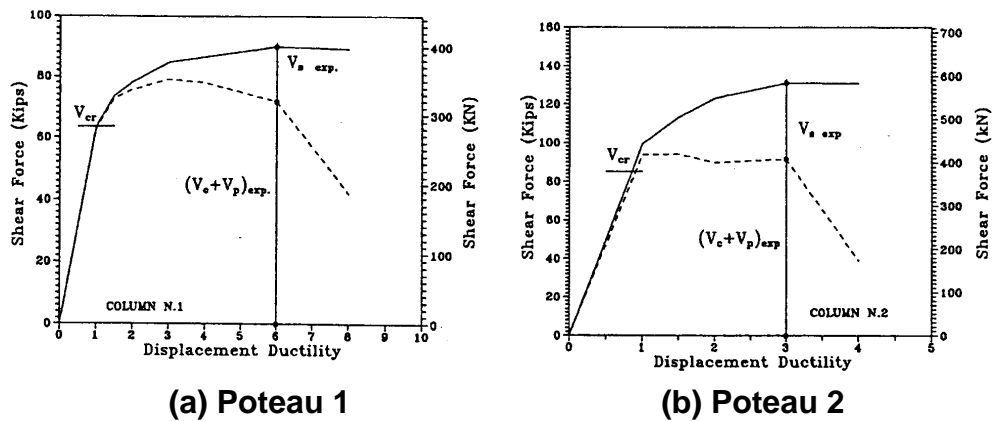 100
90
80
60
40
20
0
Shear Force (Kips)
V_cr
V_s exp.
(V_c+V_p)_exp.
COLUMN N.1
400
300
200
100
0
Shear Force (KN)
0 1 2 3 4 5 6 7 8 9 10
Displacement Ductility
(a) Poteau 1
160
140
120
100
80
60
40
20
0
Shear Force (Kips)
V_cr
V_s exp
(V_c+V_p)_exp
COLUMN N.2
700
600
500
400
300
200
100
0
Shear Force (kN)
0 1 2 3 4 5
Displacement Ductility
(b) Poteau 2